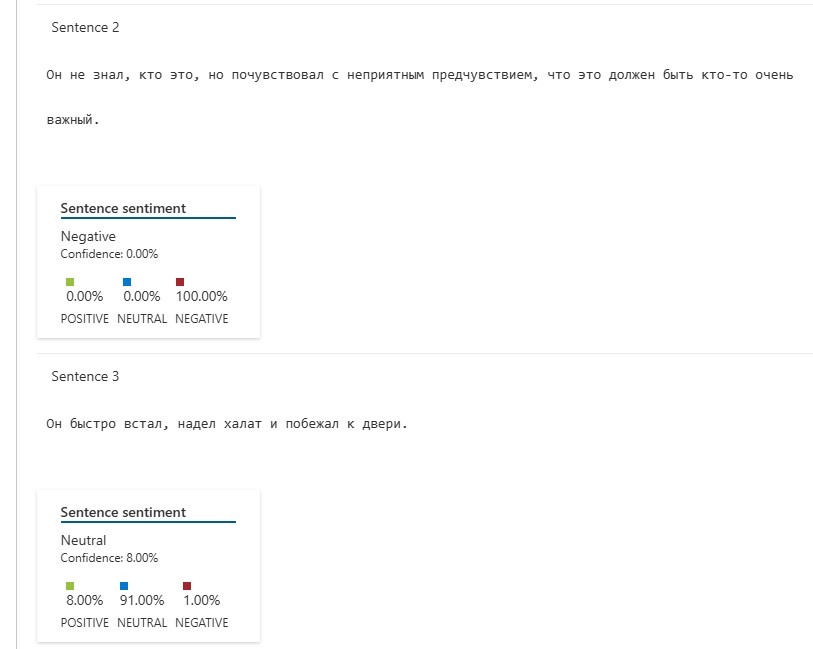 Sentence 2
Он не знал, кто это, но почувствовал с неприятным предчувствием, что это должен быть кто-то очень
важный.
Sentence sentiment
Negative
Confidence: 0.00%
0.00% 0.00% 100.00%
POSITIVE NEUTRAL NEGATIVE
Sentence 3
Он быстро встал, надел халат и побежал к двери.
Sentence sentiment
Neutral
Confidence: 8.00%
8.00% 91.00% 1.00%
POSITIVE NEUTRAL NEGATIVE